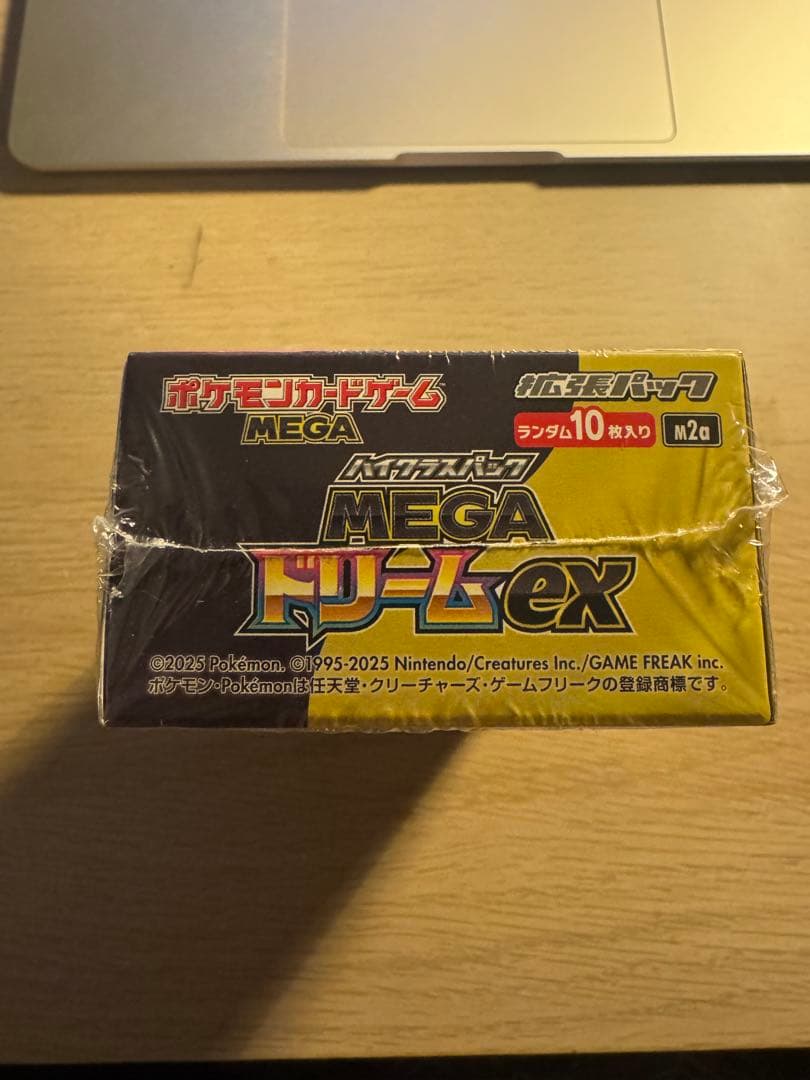 ポケモンカードゲーム
MEGA
拡張パック
ランダム10枚入り M2a
ハイクラスパック
MEGA
ドリームex
©2025 Pokémon. ©1995-2025 Nintendo/Creatures Inc./GAME FREAK inc.
ポケモン・Pokémonは任天堂・クリーチャーズ・ゲームフリークの登録商標です。